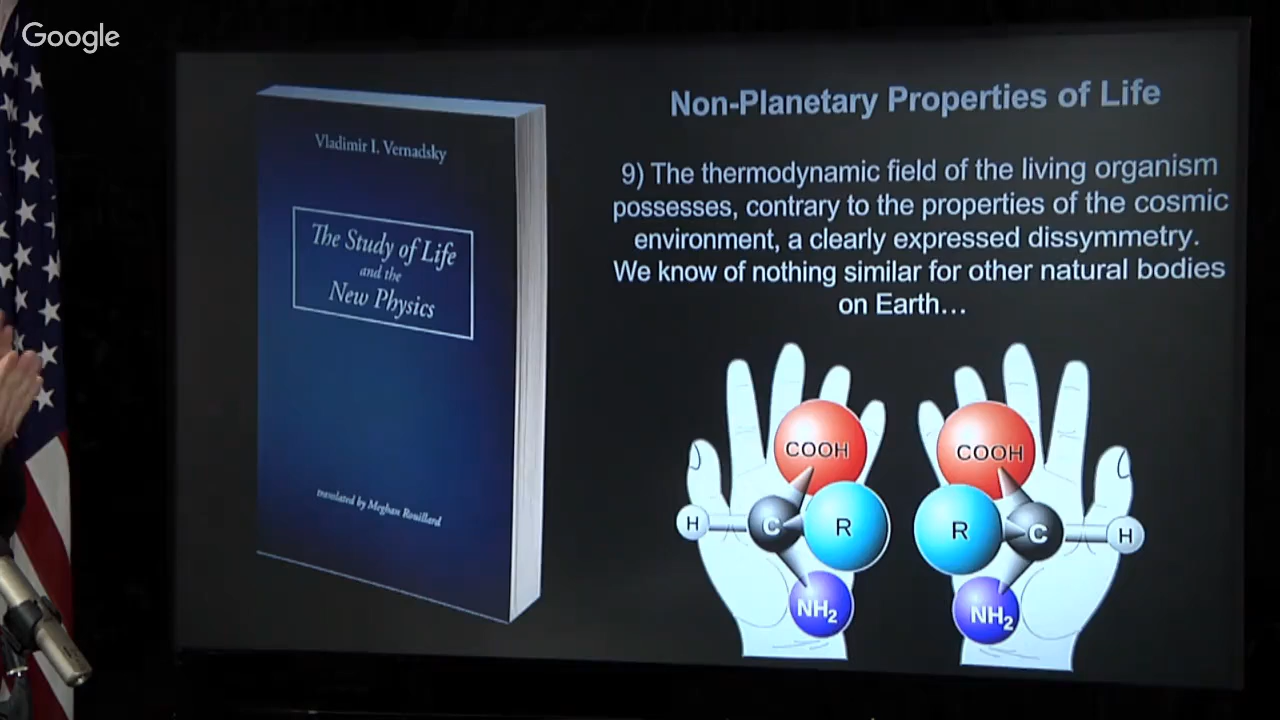 Google
Vladimir I. Vernadsky
The Study of Life
and the
New Physics
translated by Meghan Rouillard
Non-Planetary Properties of Life
9) The thermodynamic field of the living organism
possesses, contrary to the properties of the cosmic
environment, a clearly expressed dissymmetry.
We know of nothing similar for other natural bodies
on Earth...
COOH
H
C
R
NH₂
COOH
R
C
H
NH₂